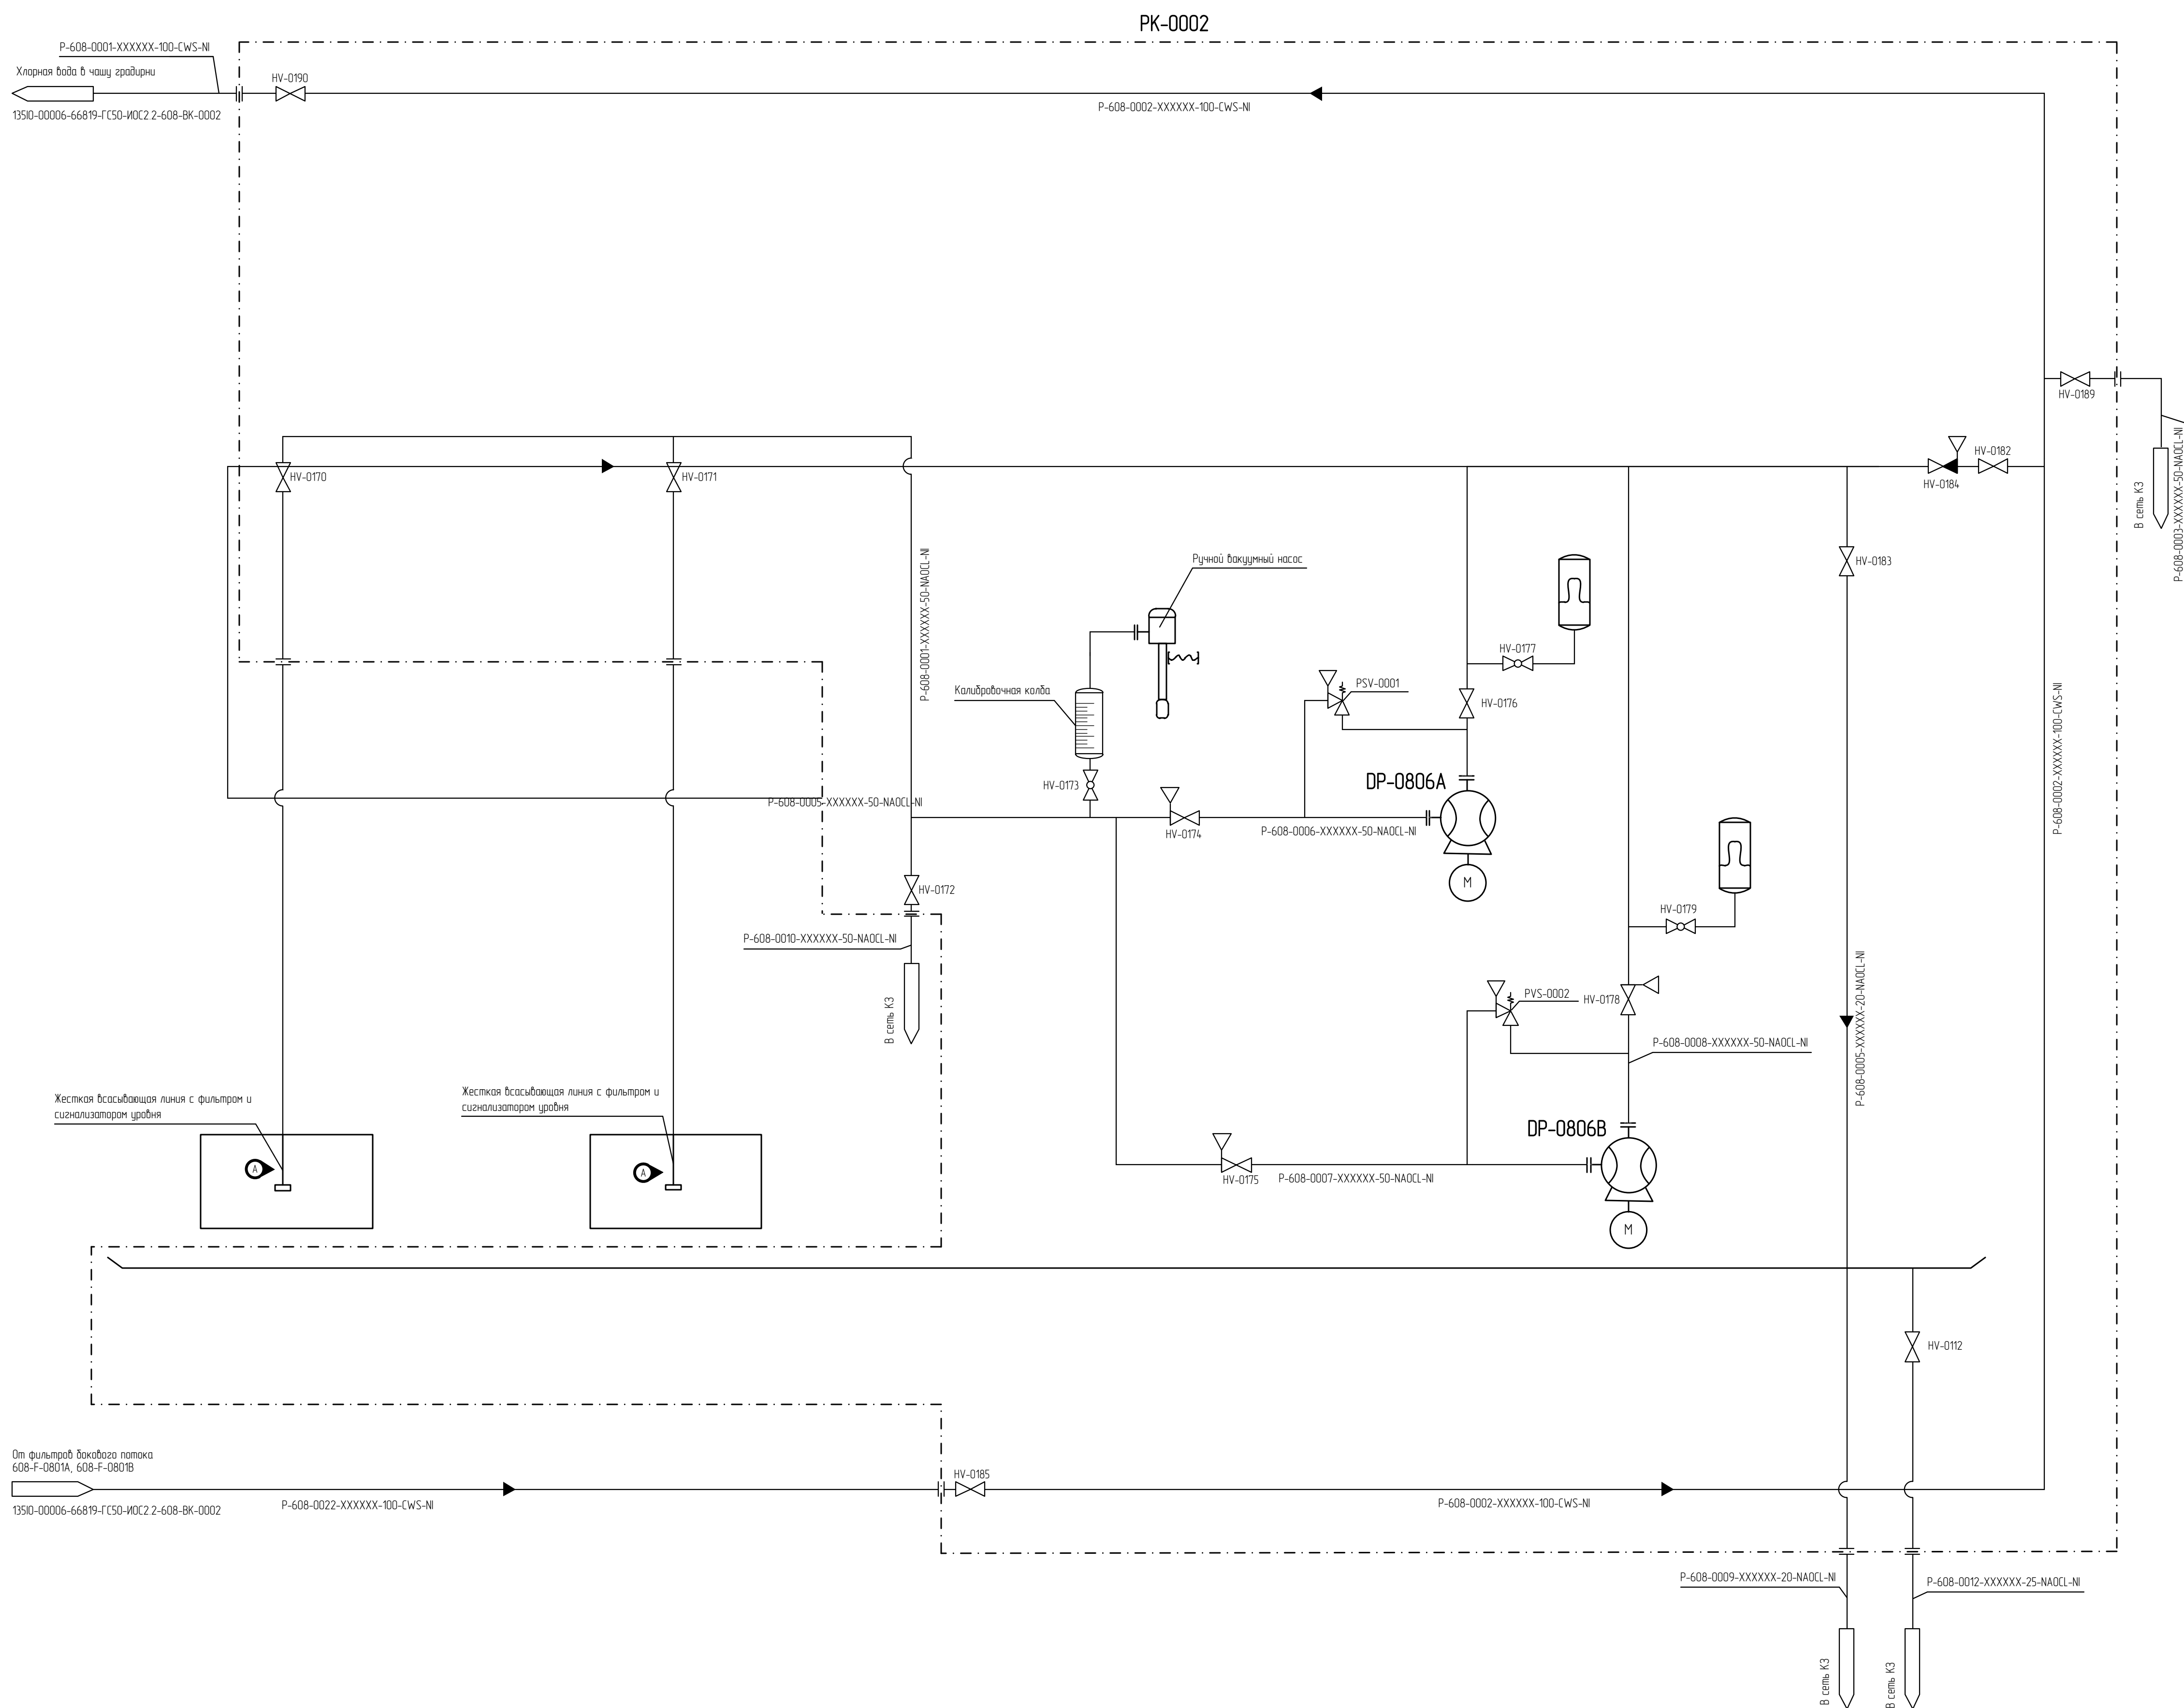 PK-0002
P-608-0001-XXXXXX-100-CWS-NI
Хлорная вода в чашу градирни
HV-0190
13510-00006-66819-ГС50-ИОС2.2-608-ВК-0002
P-608-0002-XXXXXX-100-CWS-NI
HV-0189
HV-0182
HV-0184
HV-0170
HV-0171
В сеть К3
P-608-0003-XXXXXX-50-NAOCL-NI
HV-0183
Ручной вакуумный насос
P-608-0001-XXXXXX-50-NAOCL-NI
HV-0177
PSV-0001
Калибровочная колба
HV-0176
P-608-0002-XXXXXX-100-CWS-NI
HV-0173
DP-0806A
P-608-0005-XXXXXX-50-NAOCL-NI
HV-0174
P-608-0006-XXXXXX-50-NAOCL-NI
M
HV-0172
HV-0179
P-608-0010-XXXXXX-50-NAOCL-NI
В сеть К3
PVS-0002
HV-0178
P-608-0008-XXXXXX-50-NAOCL-NI
P-608-0005-XXXXXX-20-NAOCL-NI
Жесткая всасывающая линия с фильтром и
сигнализатором уровня
Жесткая всасывающая линия с фильтром и
сигнализатором уровня
DP-0806B
A
A
HV-0175
P-608-0007-XXXXXX-50-NAOCL-NI
M
HV-0112
От фильтров бокового потока
608-F-0801A, 608-F-0801B
HV-0185
13510-00006-66819-ГС50-ИОС2.2-608-ВК-0002
P-608-0022-XXXXXX-100-CWS-NI
P-608-0002-XXXXXX-100-CWS-NI
P-608-0009-XXXXXX-20-NAOCL-NI
P-608-0012-XXXXXX-25-NAOCL-NI
В сеть К3
В сеть К3